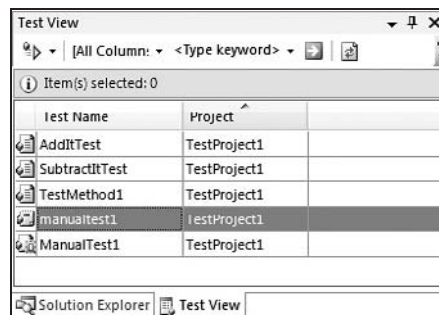 Test View
[All Column: <Type keyword>
Item(s) selected: 0
Test Name Project
AddItTest TestProject1
SubtractItTest TestProject1
TestMethod1 TestProject1
manualtest1 TestProject1
ManualTest1 TestProject1
Solution Explorer Test View